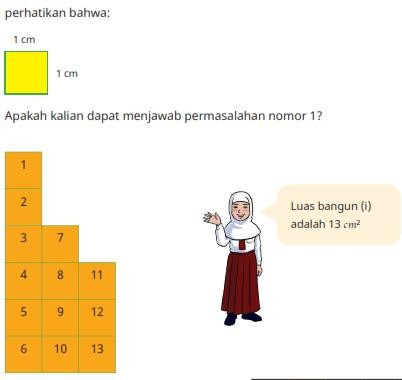 perhatikan bahwa:
1 cm
1 cm
Apakah kalian dapat menjawab permasalahan nomor 1?
1
2
3 7
4 8 11
5 9 12
6 10 13
Luas bangun (i)
adalah 13 cm²